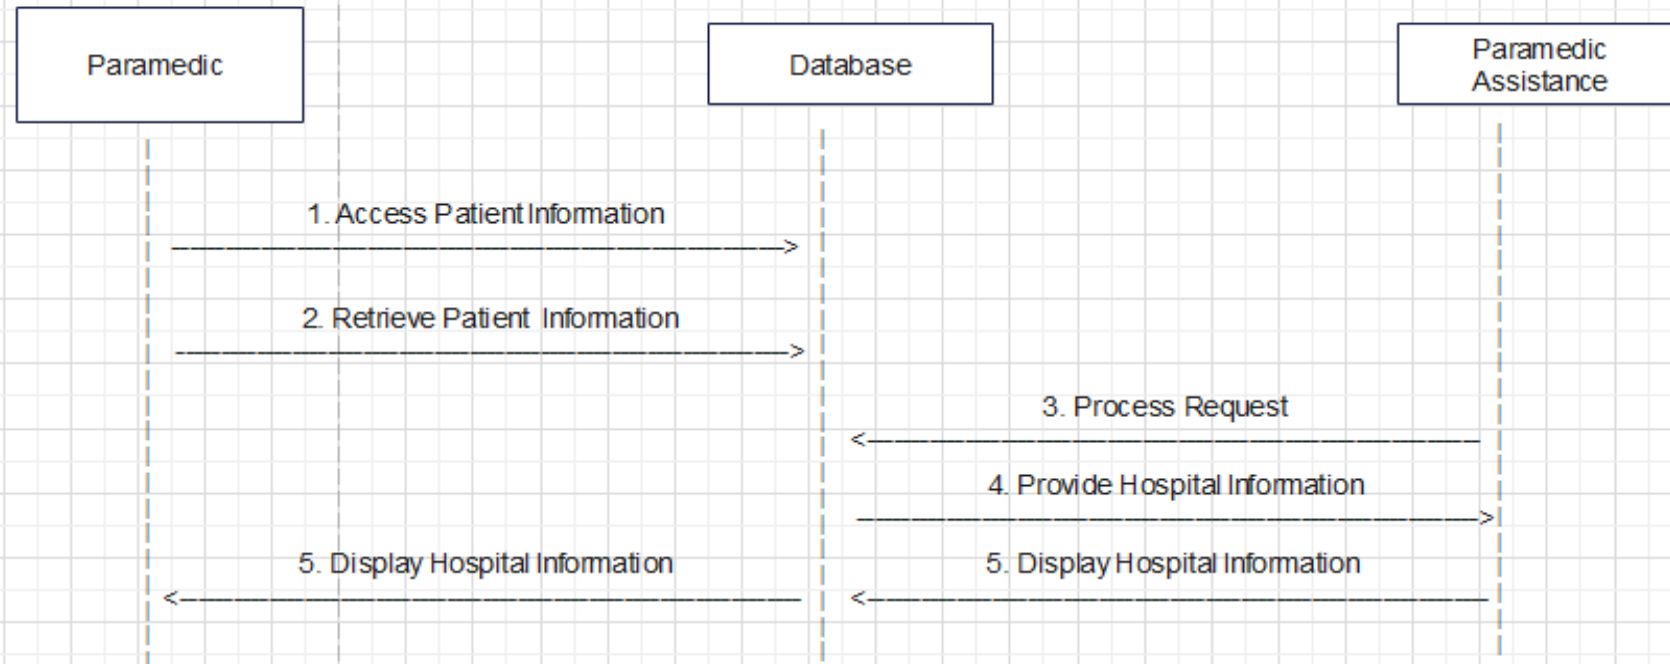 Paramedic
Database
Paramedic
Assistance
1. Access Patient Information
2. Retrieve Patient Information
3. Process Request
4. Provide Hospital Information
5. Display Hospital Information
5. Display Hospital Information